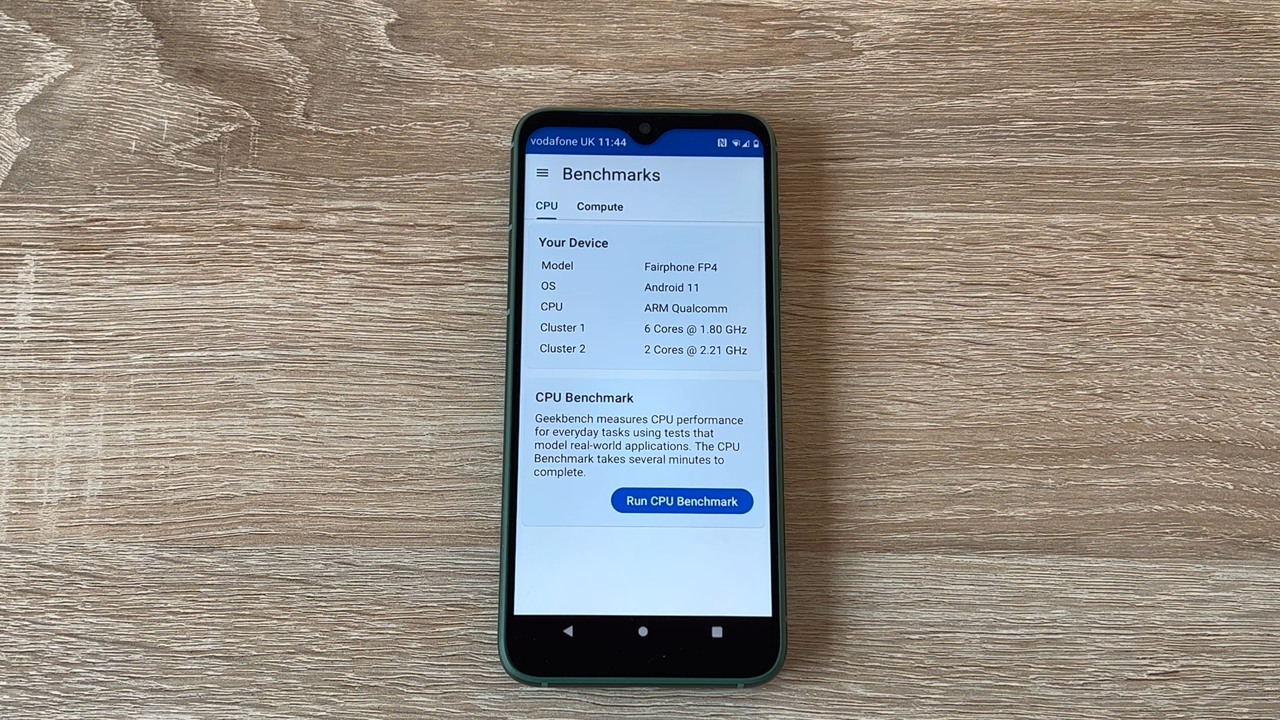 vodafone UK 11:44
Benchmarks
CPU Compute
Your Device
Model Fairphone FP4
OS Android 11
CPU ARM Qualcomm
Cluster 1 6 Cores @ 1.80 GHz
Cluster 2 2 Cores @ 2.21 GHz
CPU Benchmark
Geekbench measures CPU performance
for everyday tasks using tests that
model real-world applications. The CPU
Benchmark takes several minutes to
complete.
Run CPU Benchmark